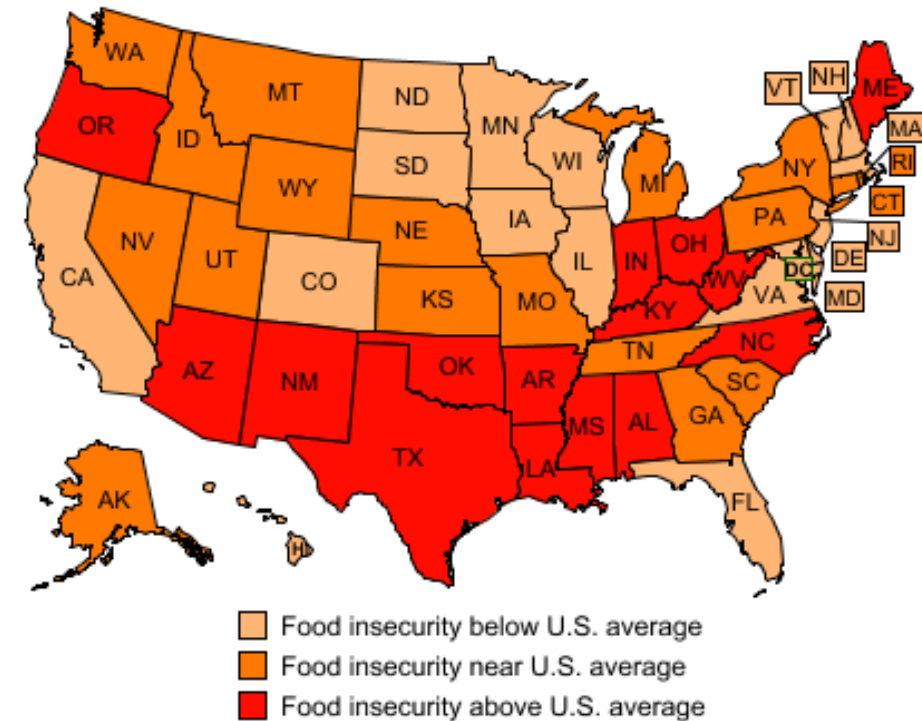 WA
MT
ND
MN
VT
NH
ME
OR
ID
SD
WI
MA
WY
MI
NY
RI
NV
NE
IA
PA
CT
UT
IL
IN
OH
NJ
CA
CO
DE
KS
MO
WV
DC
VA
MD
KY
AZ
NM
OK
TN
NC
AR
SC
MS
AL
GA
TX
LA
AK
FL
H
Food insecurity below U.S. average
Food insecurity near U.S. average
Food insecurity above U.S. average